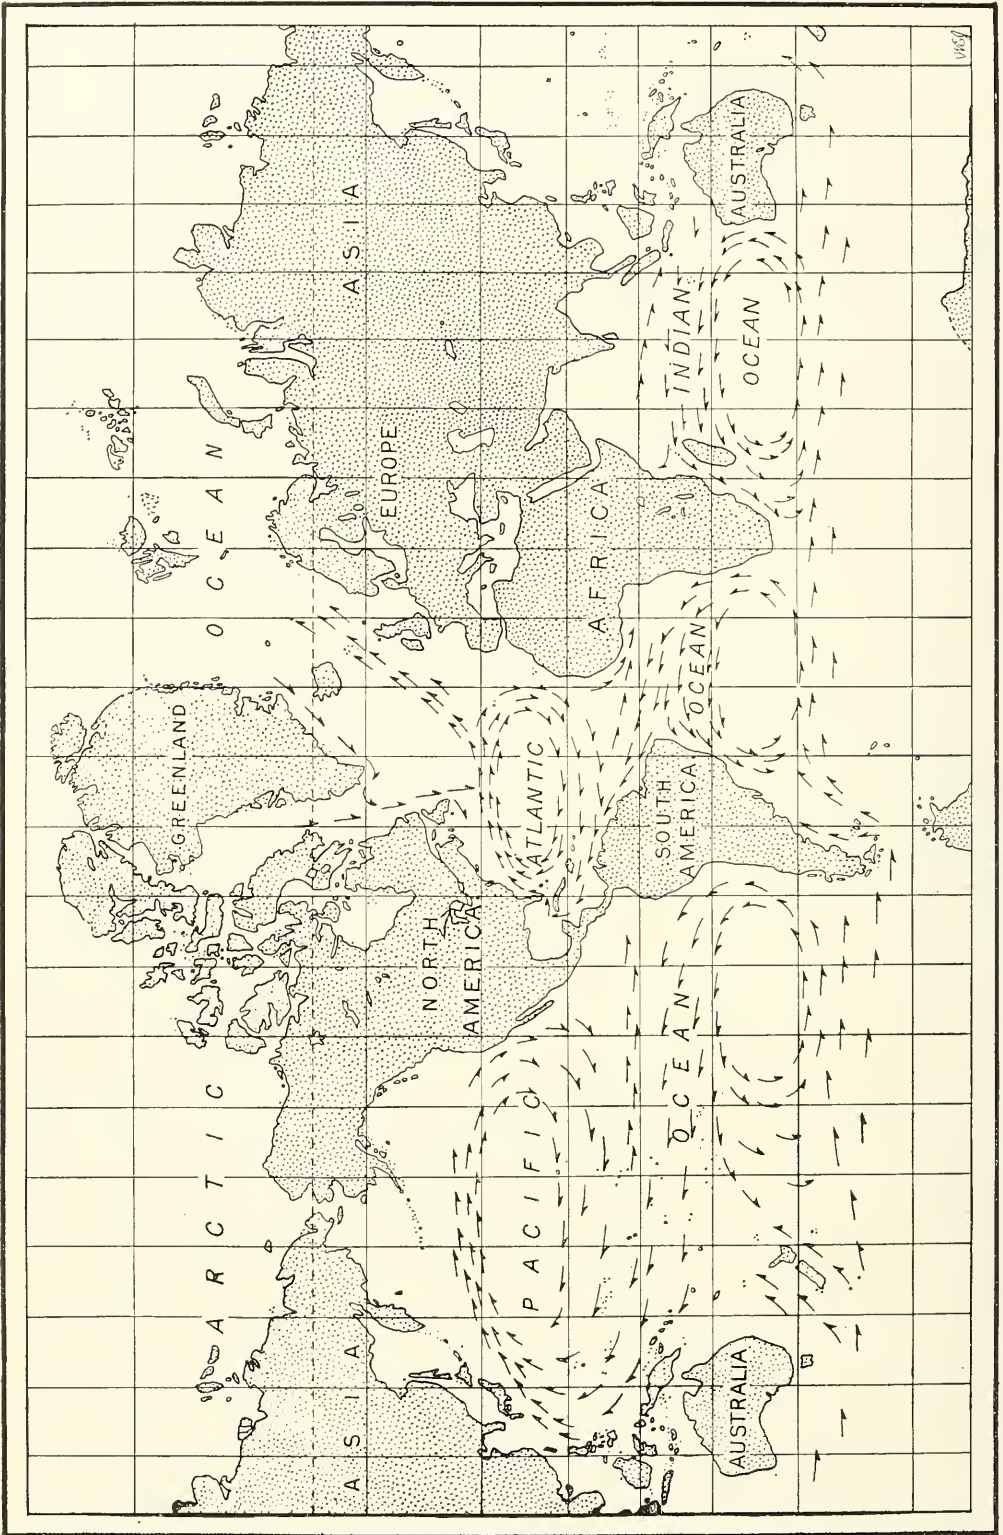 ARCTIC OCEAN
GREENLAND
ASIA
NORTH
AMERICA
EUROPE
ASIA
PACIFIC
OCEAN
ATLANTIC
OCEAN
AFRICA
SOUTH
AMERICA
INDIAN
OCEAN
AUSTRALIA
AUSTRALIA